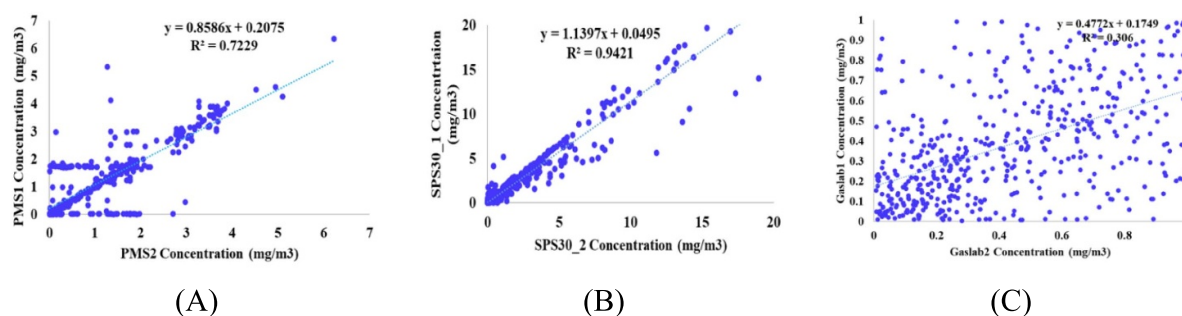 y = 0.8586x + 0.2075
R² = 0.7229
7
6
5
4
3
2
1
0
0 1 2 3 4 5 6 7
PMS1 Concentration (mg/m3)
PMS2 Concentration (mg/m3)
(A)
y = 1.1397x + 0.0495
R² = 0.9421
20
15
10
5
0
0 5 10 15 20
SPS30_1 Concentrtaion
(mg/m3)
SPS30_2 Concentration (mg/m3)
(B)
y = 0.4772x + 0.1749
R² = 0.306
1
0.9
0.8
0.7
0.6
0.5
0.4
0.3
0.2
0.1
0
0 0.2 0.4 0.6 0.8
Gaslab1 Concentration (mg/m3)
Gaslab2 Concentration (mg/m3)
(C)